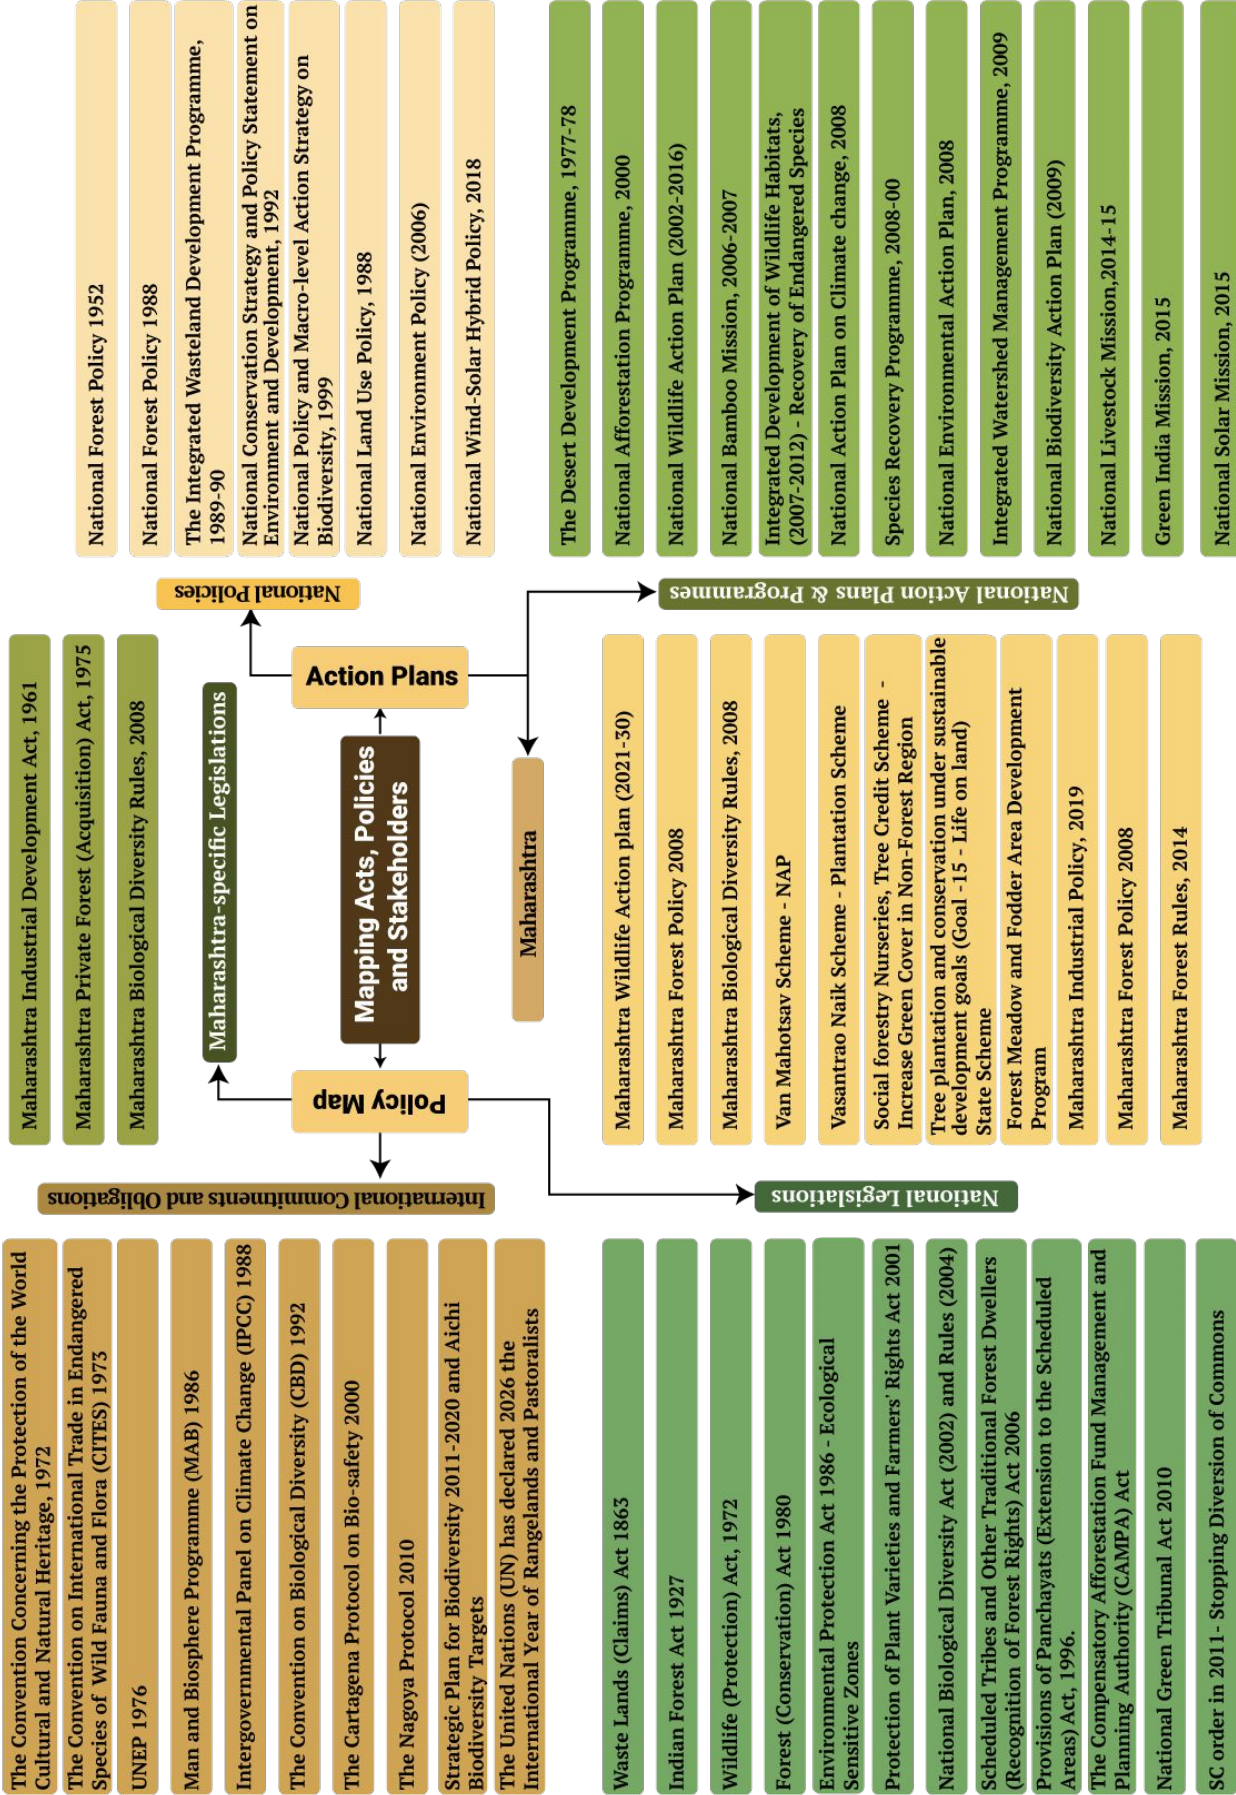 Mapping Acts, Policies
and Stakeholders
Policy Map
International Commitments and Obligations
The Convention Concerning the Protection of the World
Cultural and Natural Heritage, 1972
The Convention on International Trade in Endangered
Species of Wild Fauna and Flora (CITES) 1973
UNEP 1976
Man and Biosphere Programme (MAB) 1986
Intergovernmental Panel on Climate Change (IPCC) 1988
The Convention on Biological Diversity (CBD) 1992
The Cartagena Protocol on Bio-safety 2000
The Nagoya Protocol 2010
Strategic Plan for Biodiversity 2011-2020 and Aichi
Biodiversity Targets
The United Nations (UN) has declared 2026 the
International Year of Rangelands and Pastoralists
National Legislations
Waste Lands (Claims) Act 1863
Indian Forest Act 1927
Wildlife (Protection) Act, 1972
Forest (Conservation) Act 1980
Environmental Protection Act 1986 - Ecological
Sensitive Zones
Protection of Plant Varieties and Farmers' Rights Act 2001
National Biological Diversity Act (2002) and Rules (2004)
Scheduled Tribes and Other Traditional Forest Dwellers
(Recognition of Forest Rights) Act 2006
Provisions of Panchayats (Extension to the Scheduled
Areas) Act, 1996.
The Compensatory Afforestation Fund Management and
Planning Authority (CAMPA) Act
National Green Tribunal Act 2010
SC order in 2011- Stopping Diversion of Commons
Maharashtra-specific Legislations
Maharashtra Industrial Development Act, 1961
Maharashtra Private Forest (Acquisition) Act, 1975
Maharashtra Biological Diversity Rules, 2008
Action Plans
Maharashtra
Maharashtra Wildlife Action plan (2021-30)
Maharashtra Forest Policy 2008
Maharashtra Biological Diversity Rules, 2008
Van Mahotsav Scheme - NAP
Vasantrao Naik Scheme - Plantation Scheme
Social forestry Nurseries, Tree Credit Scheme -
Increase Green Cover in Non-Forest Region
Tree plantation and conservation under sustainable
development goals (Goal -15 - Life on land)
State Scheme
Forest Meadow and Fodder Area Development
Program
Maharashtra Industrial Policy, 2019
Maharashtra Forest Policy 2008
Maharashtra Forest Rules, 2014
National Policies
National Forest Policy 1952
National Forest Policy 1988
The Integrated Wasteland Development Programme,
1989-90
National Conservation Strategy and Policy Statement on
Environment and Development, 1992
National Policy and Macro-level Action Strategy on
Biodiversity, 1999
National Land Use Policy, 1988
National Environment Policy (2006)
National Wind-Solar Hybrid Policy, 2018
National Action Plans & Programmes
The Desert Development Programme, 1977-78
National Afforestation Programme, 2000
National Wildlife Action Plan (2002-2016)
National Bamboo Mission, 2006-2007
Integrated Development of Wildlife Habitats,
(2007-2012) - Recovery of Endangered Species
National Action Plan on Climate change, 2008
Species Recovery Programme, 2008-00
National Environmental Action Plan, 2008
Integrated Watershed Management Programme, 2009
National Biodiversity Action Plan (2009)
National Livestock Mission,2014-15
Green India Mission, 2015
National Solar Mission, 2015